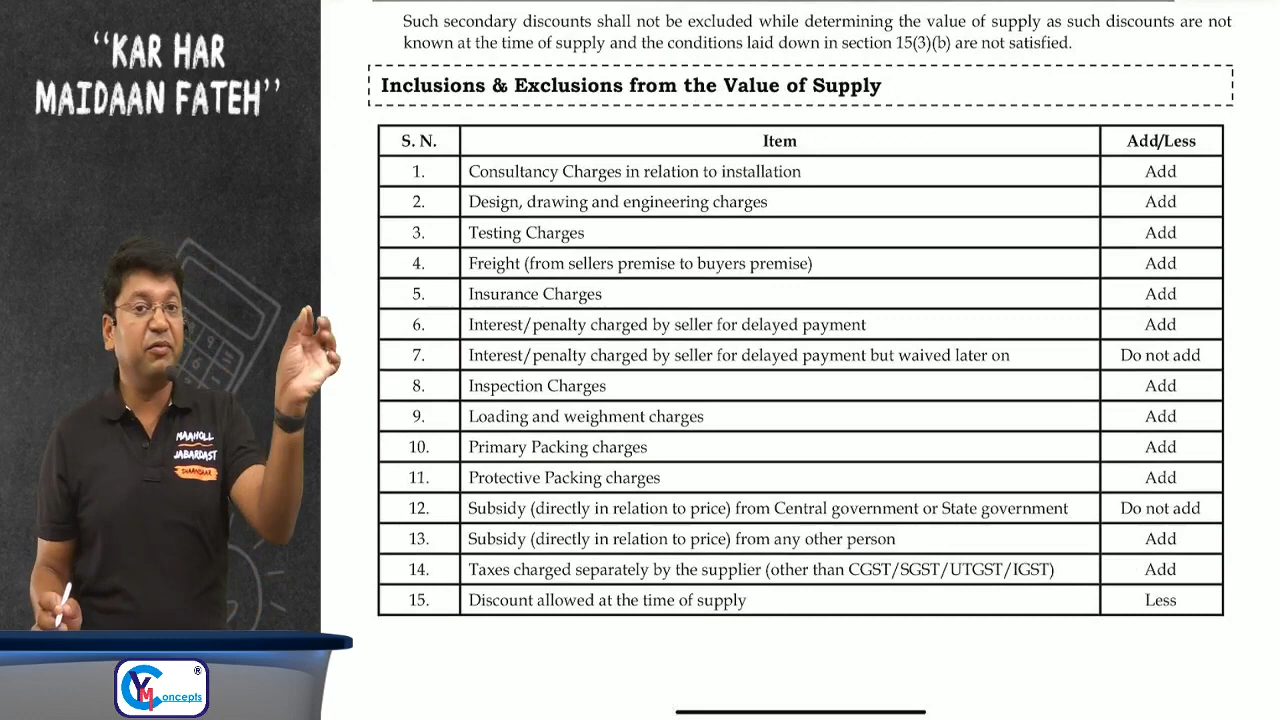 “KAR HAR
MAIDAAN FATEH”
Such secondary discounts shall not be excluded while determining the value of supply as such discounts are not
known at the time of supply and the conditions laid down in section 15(3)(b) are not satisfied.
Inclusions & Exclusions from the Value of Supply
S. N. Item Add/Less
1. Consultancy Charges in relation to installation Add
2. Design, drawing and engineering charges Add
3. Testing Charges Add
4. Freight (from sellers premise to buyers premise) Add
5. Insurance Charges Add
6. Interest/penalty charged by seller for delayed payment Add
7. Interest/penalty charged by seller for delayed payment but waived later on Do not add
8. Inspection Charges Add
9. Loading and weighment charges Add
10. Primary Packing charges Add
11. Protective Packing charges Add
12. Subsidy (directly in relation to price) from Central government or State government Do not add
13. Subsidy (directly in relation to price) from any other person Add
14. Taxes charged separately by the supplier (other than CGST/SGST/UTGST/IGST) Add
15. Discount allowed at the time of supply Less
MAAHOLL
JABARDAST
SHAANDAAR
CYM oncepts ®